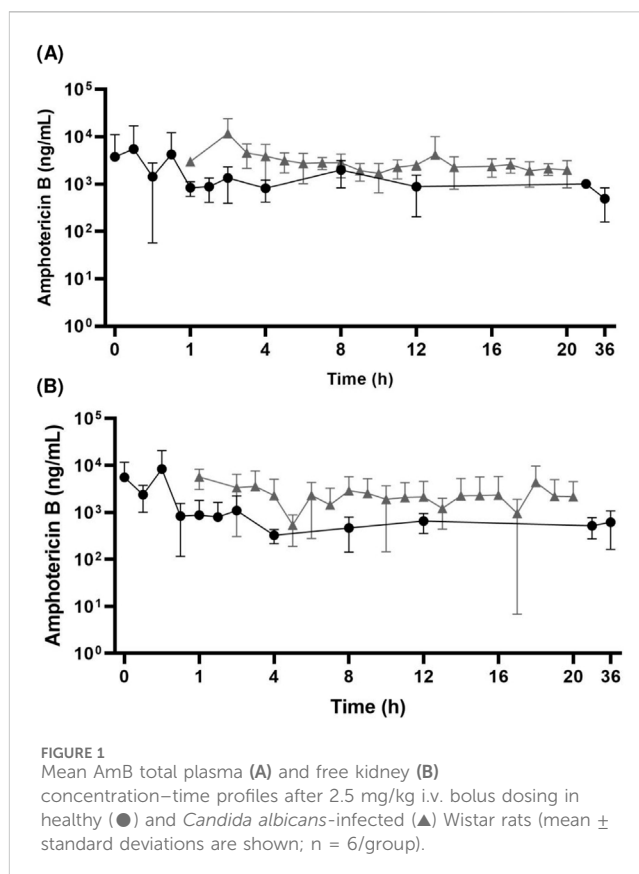 (A)
Amphotericin B (ng/mL)
10⁵
10⁴
10³
10²
10¹
10⁰
0 1 4 8 12 16 20 36
Time (h)
(B)
Amphotericin B (ng/mL)
10⁵
10⁴
10³
10²
10¹
10⁰
0 1 4 8 12 16 20 36
Time (h)
FIGURE 1
Mean AmB total plasma (A) and free kidney (B)
concentration–time profiles after 2.5 mg/kg i.v. bolus dosing in
healthy (●) and Candida albicans-infected (▲) Wistar rats (mean ±
standard deviations are shown; n = 6/group).